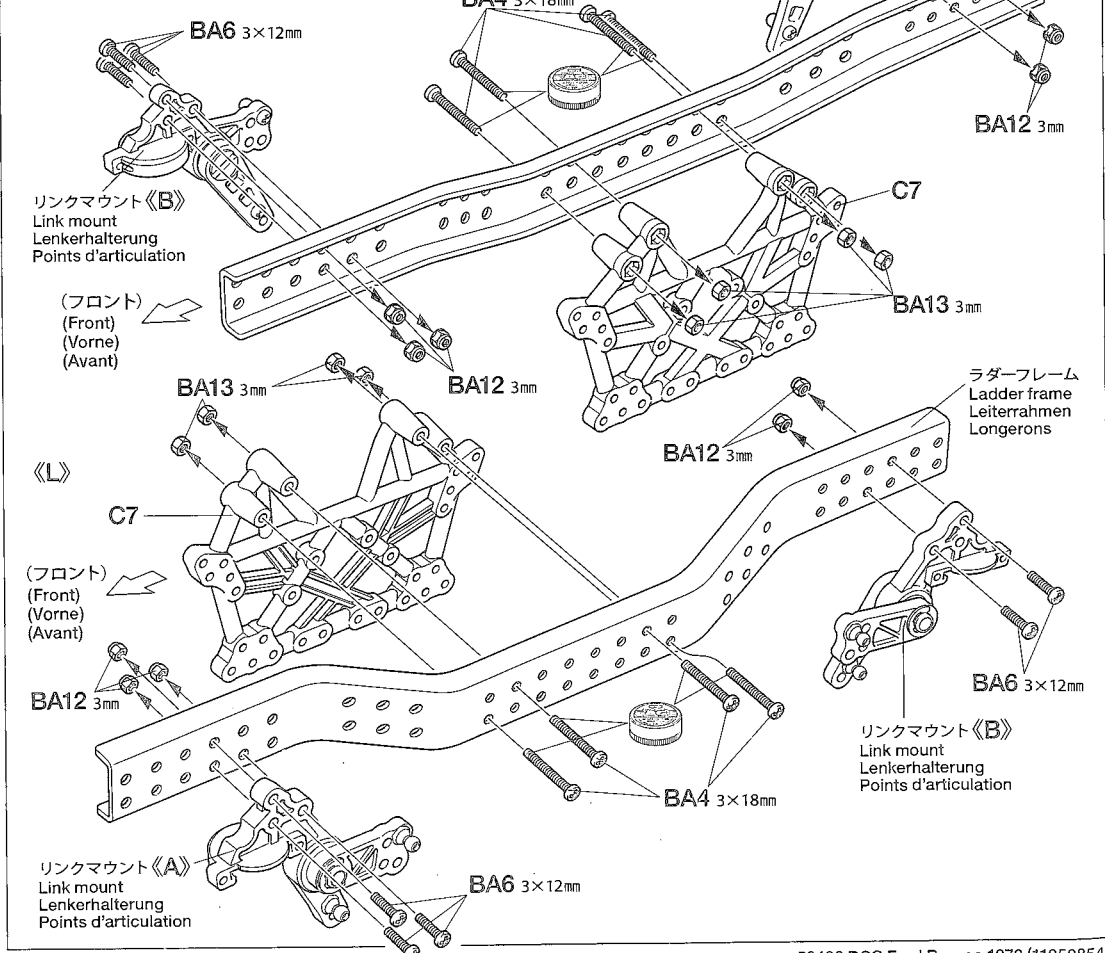 BA4 3×18mm
BA6 3×12mm
BA12 3mm
リンクマウント《B》
Link mount
Lenkerhalterung
Points d'articulation
C7
(フロント)
(Front)
(Vorne)
(Avant)
BA13 3mm
BA12 3mm
BA13 3mm
ラダーフレーム
Ladder frame
Leiterrahmen
Longerons
BA12 3mm
《L》
C7
(フロント)
(Front)
(Vorne)
(Avant)
BA12 3mm
BA6 3×12mm
リンクマウント《B》
Link mount
Lenkerhalterung
Points d'articulation
BA4 3×18mm
リンクマウント《A》
Link mount
Lenkerhalterung
Points d'articulation
BA6 3×12mm